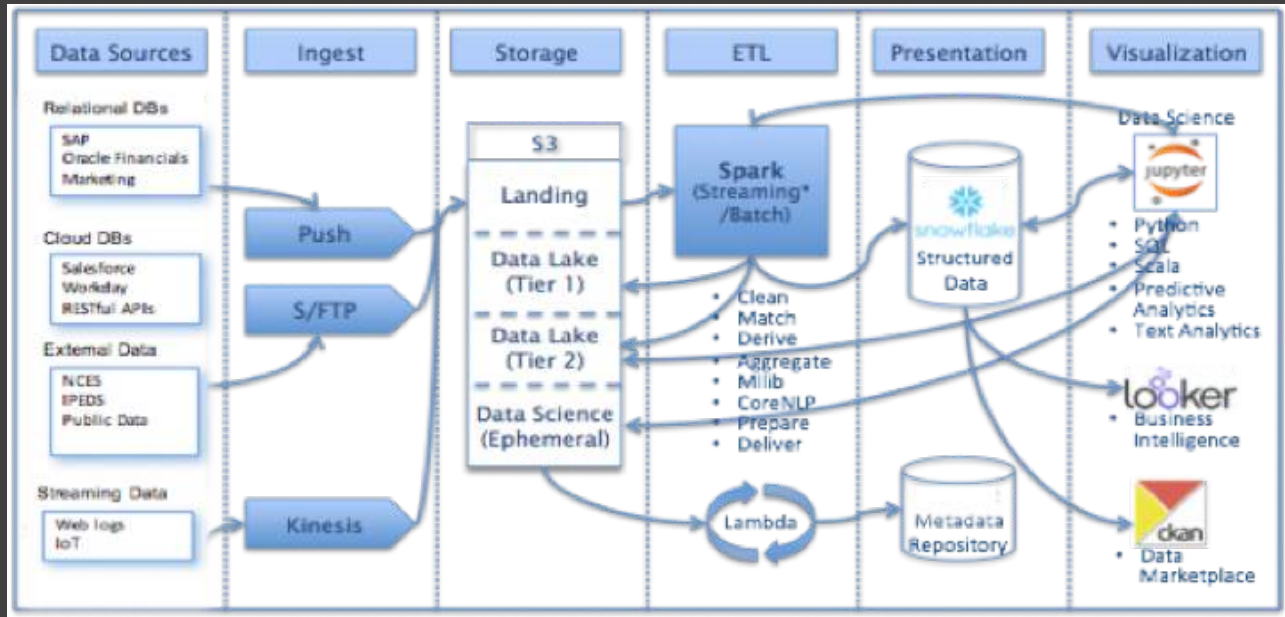 Data Sources
Ingest
Storage
ETL
Presentation
Visualization
Relational DBs
SAP
Oracle Financials
Marketing
Cloud DBs
Salesforce
Workday
RESTful APIs
External Data
NCES
IPEDS
Public Data
Streaming Data
Web logs
IoT
Push
S/FTP
Kinesis
S3
Landing
Data Lake
(Tier 1)
Data Lake
(Tier 2)
Data Science
(Ephemeral)
Spark
(Streaming*
/Batch)
• Clean
• Match
• Derive
• Aggregate
• Mllib
• CoreNLP
• Prepare
• Deliver
Lambda
snowflake
Structured
Data
Metadata
Repository
Data Science
jupyter
• Python
• SQL
• Scala
• Predictive
Analytics
• Text Analytics
looker
• Business
Intelligence
ckan
• Data
Marketplace